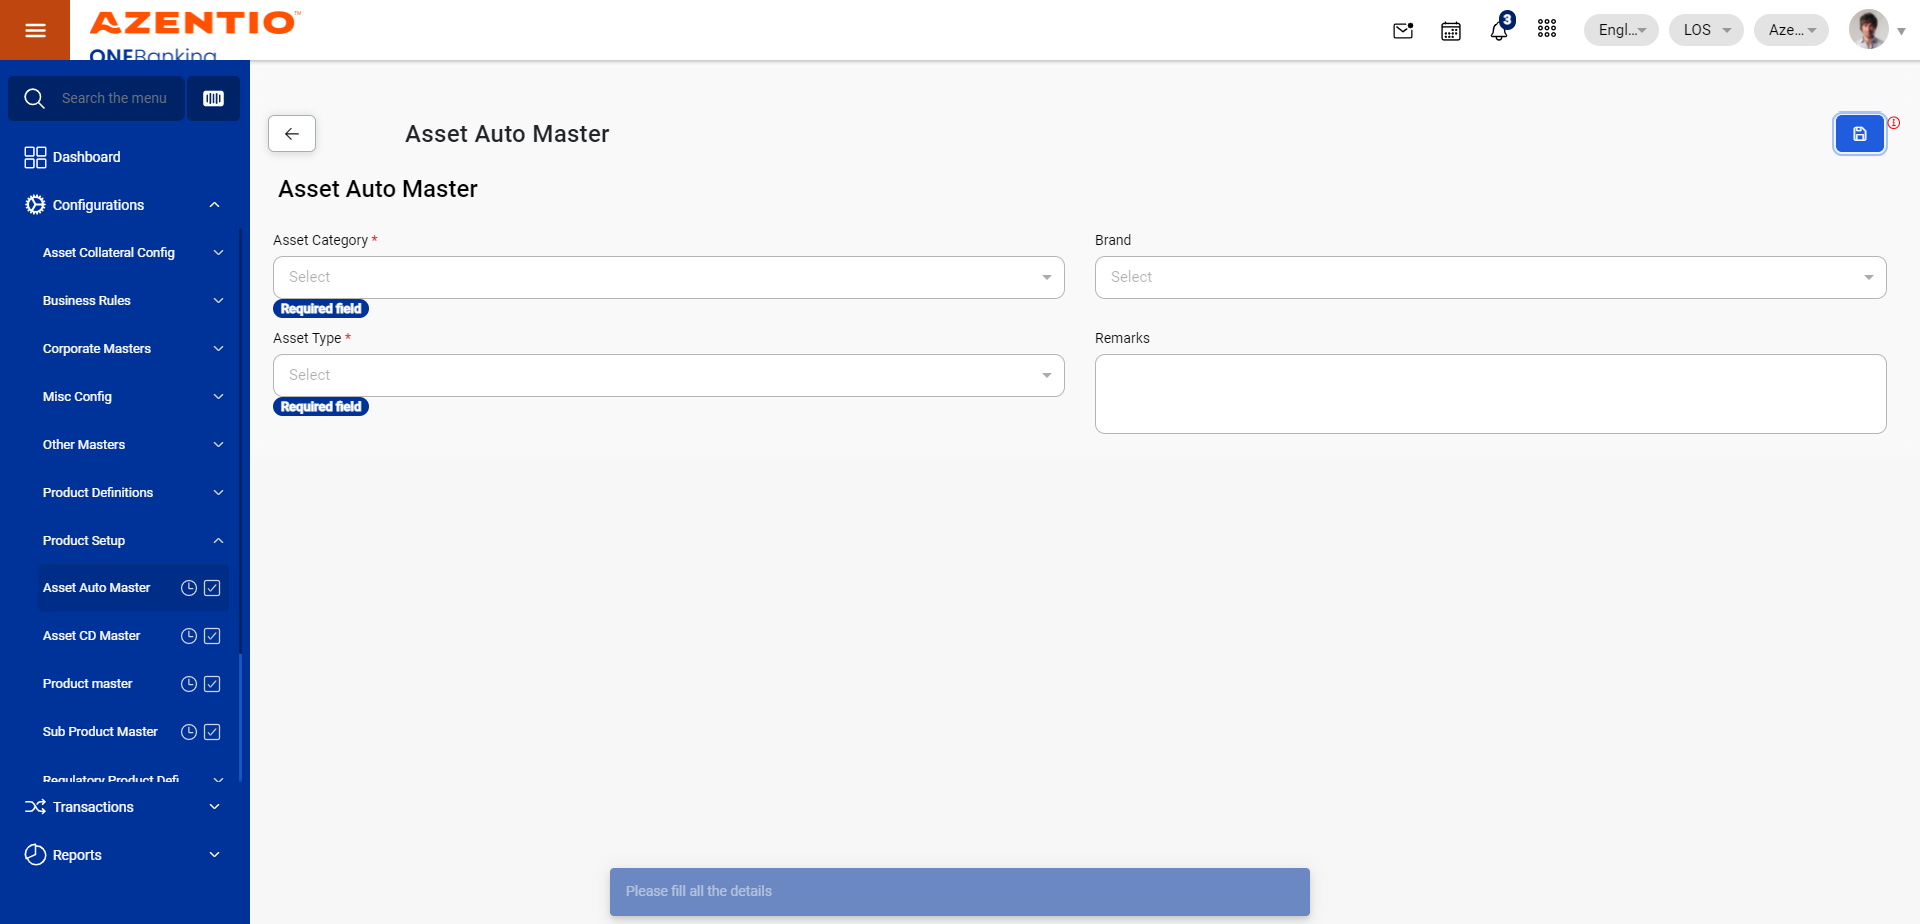 AZENTIO™
ONEBanking
3
Engl...
LOS
Aze...
Search the menu
Dashboard
Configurations
Asset Collateral Config
Business Rules
Corporate Masters
Misc Config
Other Masters
Product Definitions
Product Setup
Asset Auto Master
Asset CD Master
Product master
Sub Product Master
Regulatory Product Defi
Transactions
Reports
Asset Auto Master
Asset Auto Master
Asset Category *
Select
Required field
Brand
Select
Asset Type *
Select
Required field
Remarks
Please fill all the details